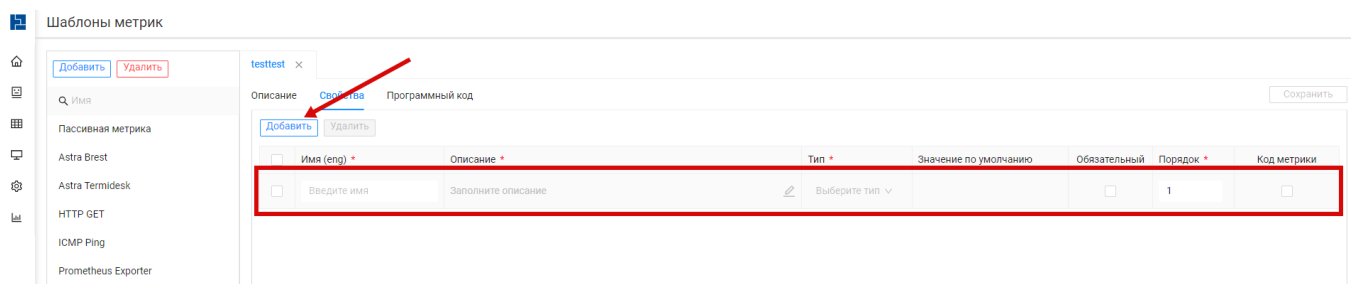 Шаблоны метрик
Добавить Удалить
Имя
Пассивная метрика
Astra Brest
Astra Termidesk
HTTP GET
ICMP Ping
Prometheus Exporter
testtest ×
Описание Свойства Программный код
Сохранить
Добавить Удалить
Имя (eng) * Описание * Тип * Значение по умолчанию Обязательный Порядок * Код метрики
Введите имя Заполните описание Выберите тип 1